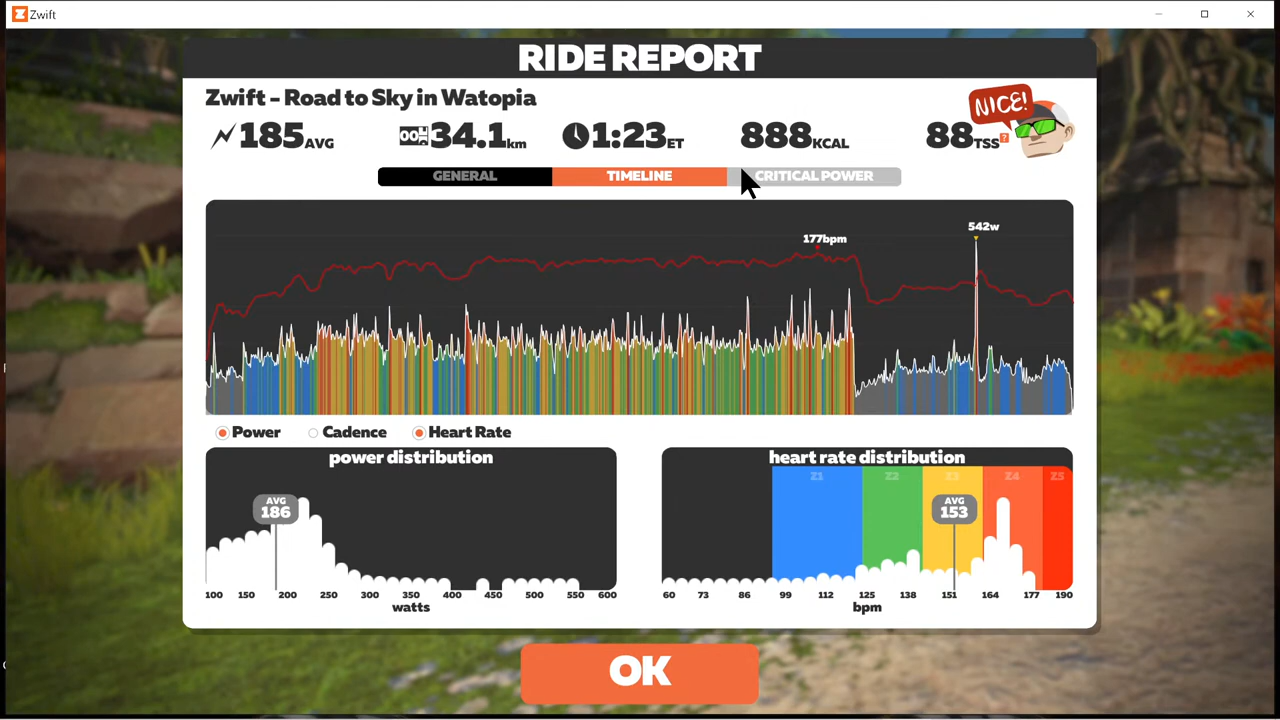 Zwift
RIDE REPORT
Zwift - Road to Sky in Watopia
NICE!
185AVG
34.1km
1:23ET
888KCAL
88TSS
?
GENERAL
TIMELINE
CRITICAL POWER
177bpm
542w
Power
Cadence
Heart Rate
power distribution
AVG
186
100 150 200 250 300 350 400 450 500 550 600
watts
heart rate distribution
Z1 Z2 Z3 Z4 Z5
AVG
153
60 73 86 99 112 125 138 151 164 177 190
bpm
OK